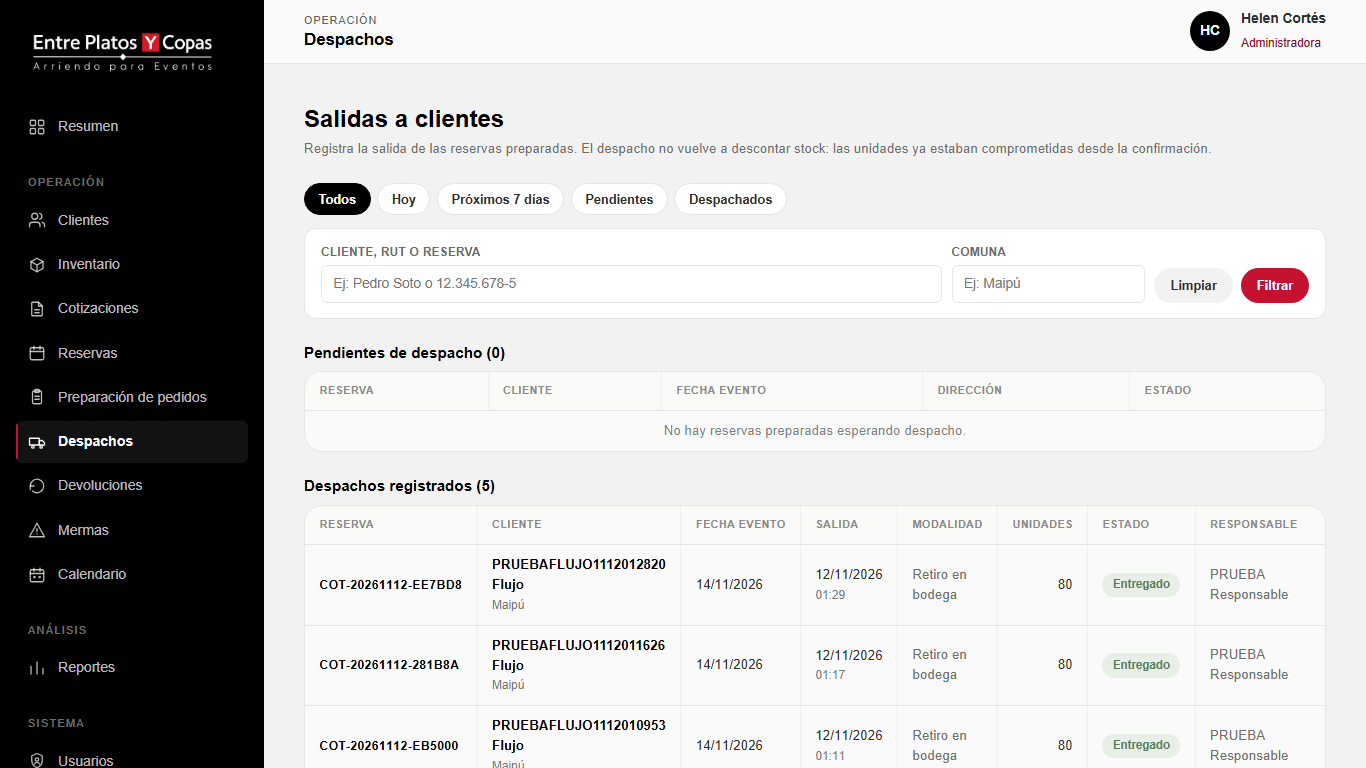 Entre Platos Y Copas
Arriendo para Eventos
Resumen
OPERACIÓN
Clientes
Inventario
Cotizaciones
Reservas
Preparación de pedidos
Despachos
Devoluciones
Mermas
Calendario
ANÁLISIS
Reportes
SISTEMA
Usuarios
OPERACIÓN
Despachos
HC
Helen Cortés
Administradora
Salidas a clientes
Registra la salida de las reservas preparadas. El despacho no vuelve a descontar stock: las unidades ya estaban comprometidas desde la confirmación.
Todos Hoy Próximos 7 días Pendientes Despachados
CLIENTE, RUT O RESERVA COMUNA
Ej: Pedro Soto o 12.345.678-5 Ej: Maipú Limpiar Filtrar
Pendientes de despacho (0)
RESERVA CLIENTE FECHA EVENTO DIRECCIÓN ESTADO
No hay reservas preparadas esperando despacho.
Despachos registrados (5)
RESERVA CLIENTE FECHA EVENTO SALIDA MODALIDAD UNIDADES ESTADO RESPONSABLE
COT-20261112-EE7BD8 PRUEBAFLUJO1112012820 Flujo Maipú 14/11/2026 12/11/2026 01:29 Retiro en bodega 80 Entregado PRUEBA Responsable
COT-20261112-281B8A PRUEBAFLUJO1112011626 Flujo Maipú 14/11/2026 12/11/2026 01:17 Retiro en bodega 80 Entregado PRUEBA Responsable
COT-20261112-EB5000 PRUEBAFLUJO1112010953 Flujo Maipú 14/11/2026 12/11/2026 01:11 Retiro en bodega 80 Entregado PRUEBA Responsable